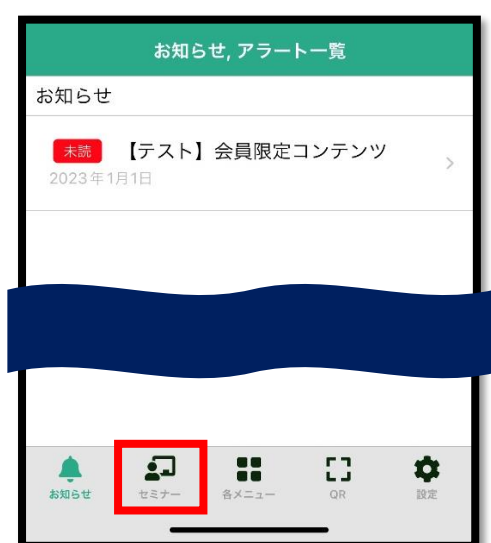 お知らせ, アラート一覧
お知らせ
未読 【テスト】会員限定コンテンツ
2023年1月1日
お知らせ セミナー 各メニュー QR 設定